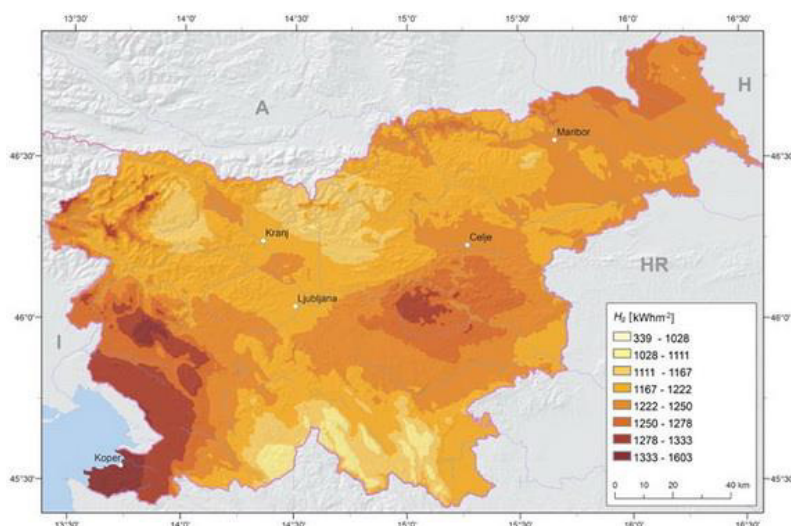 13°30' 14°0' 14°30' 15°0' 15°30' 16°0' 16°30'
H
A
Maribor
46°30' 46°30'
Kranj
Celje
HR
Ljubljana
46°0' 46°0'
I
Hg [kWhm-2]
339 - 1028
1028 - 1111
1111 - 1167
1167 - 1222
1222 - 1250
1250 - 1278
1278 - 1333
1333 - 1603
Koper
45°30' 45°30'
0 10 20 40 km
13°30' 14°0' 14°30' 15°0' 15°30' 16°0' 16°30'